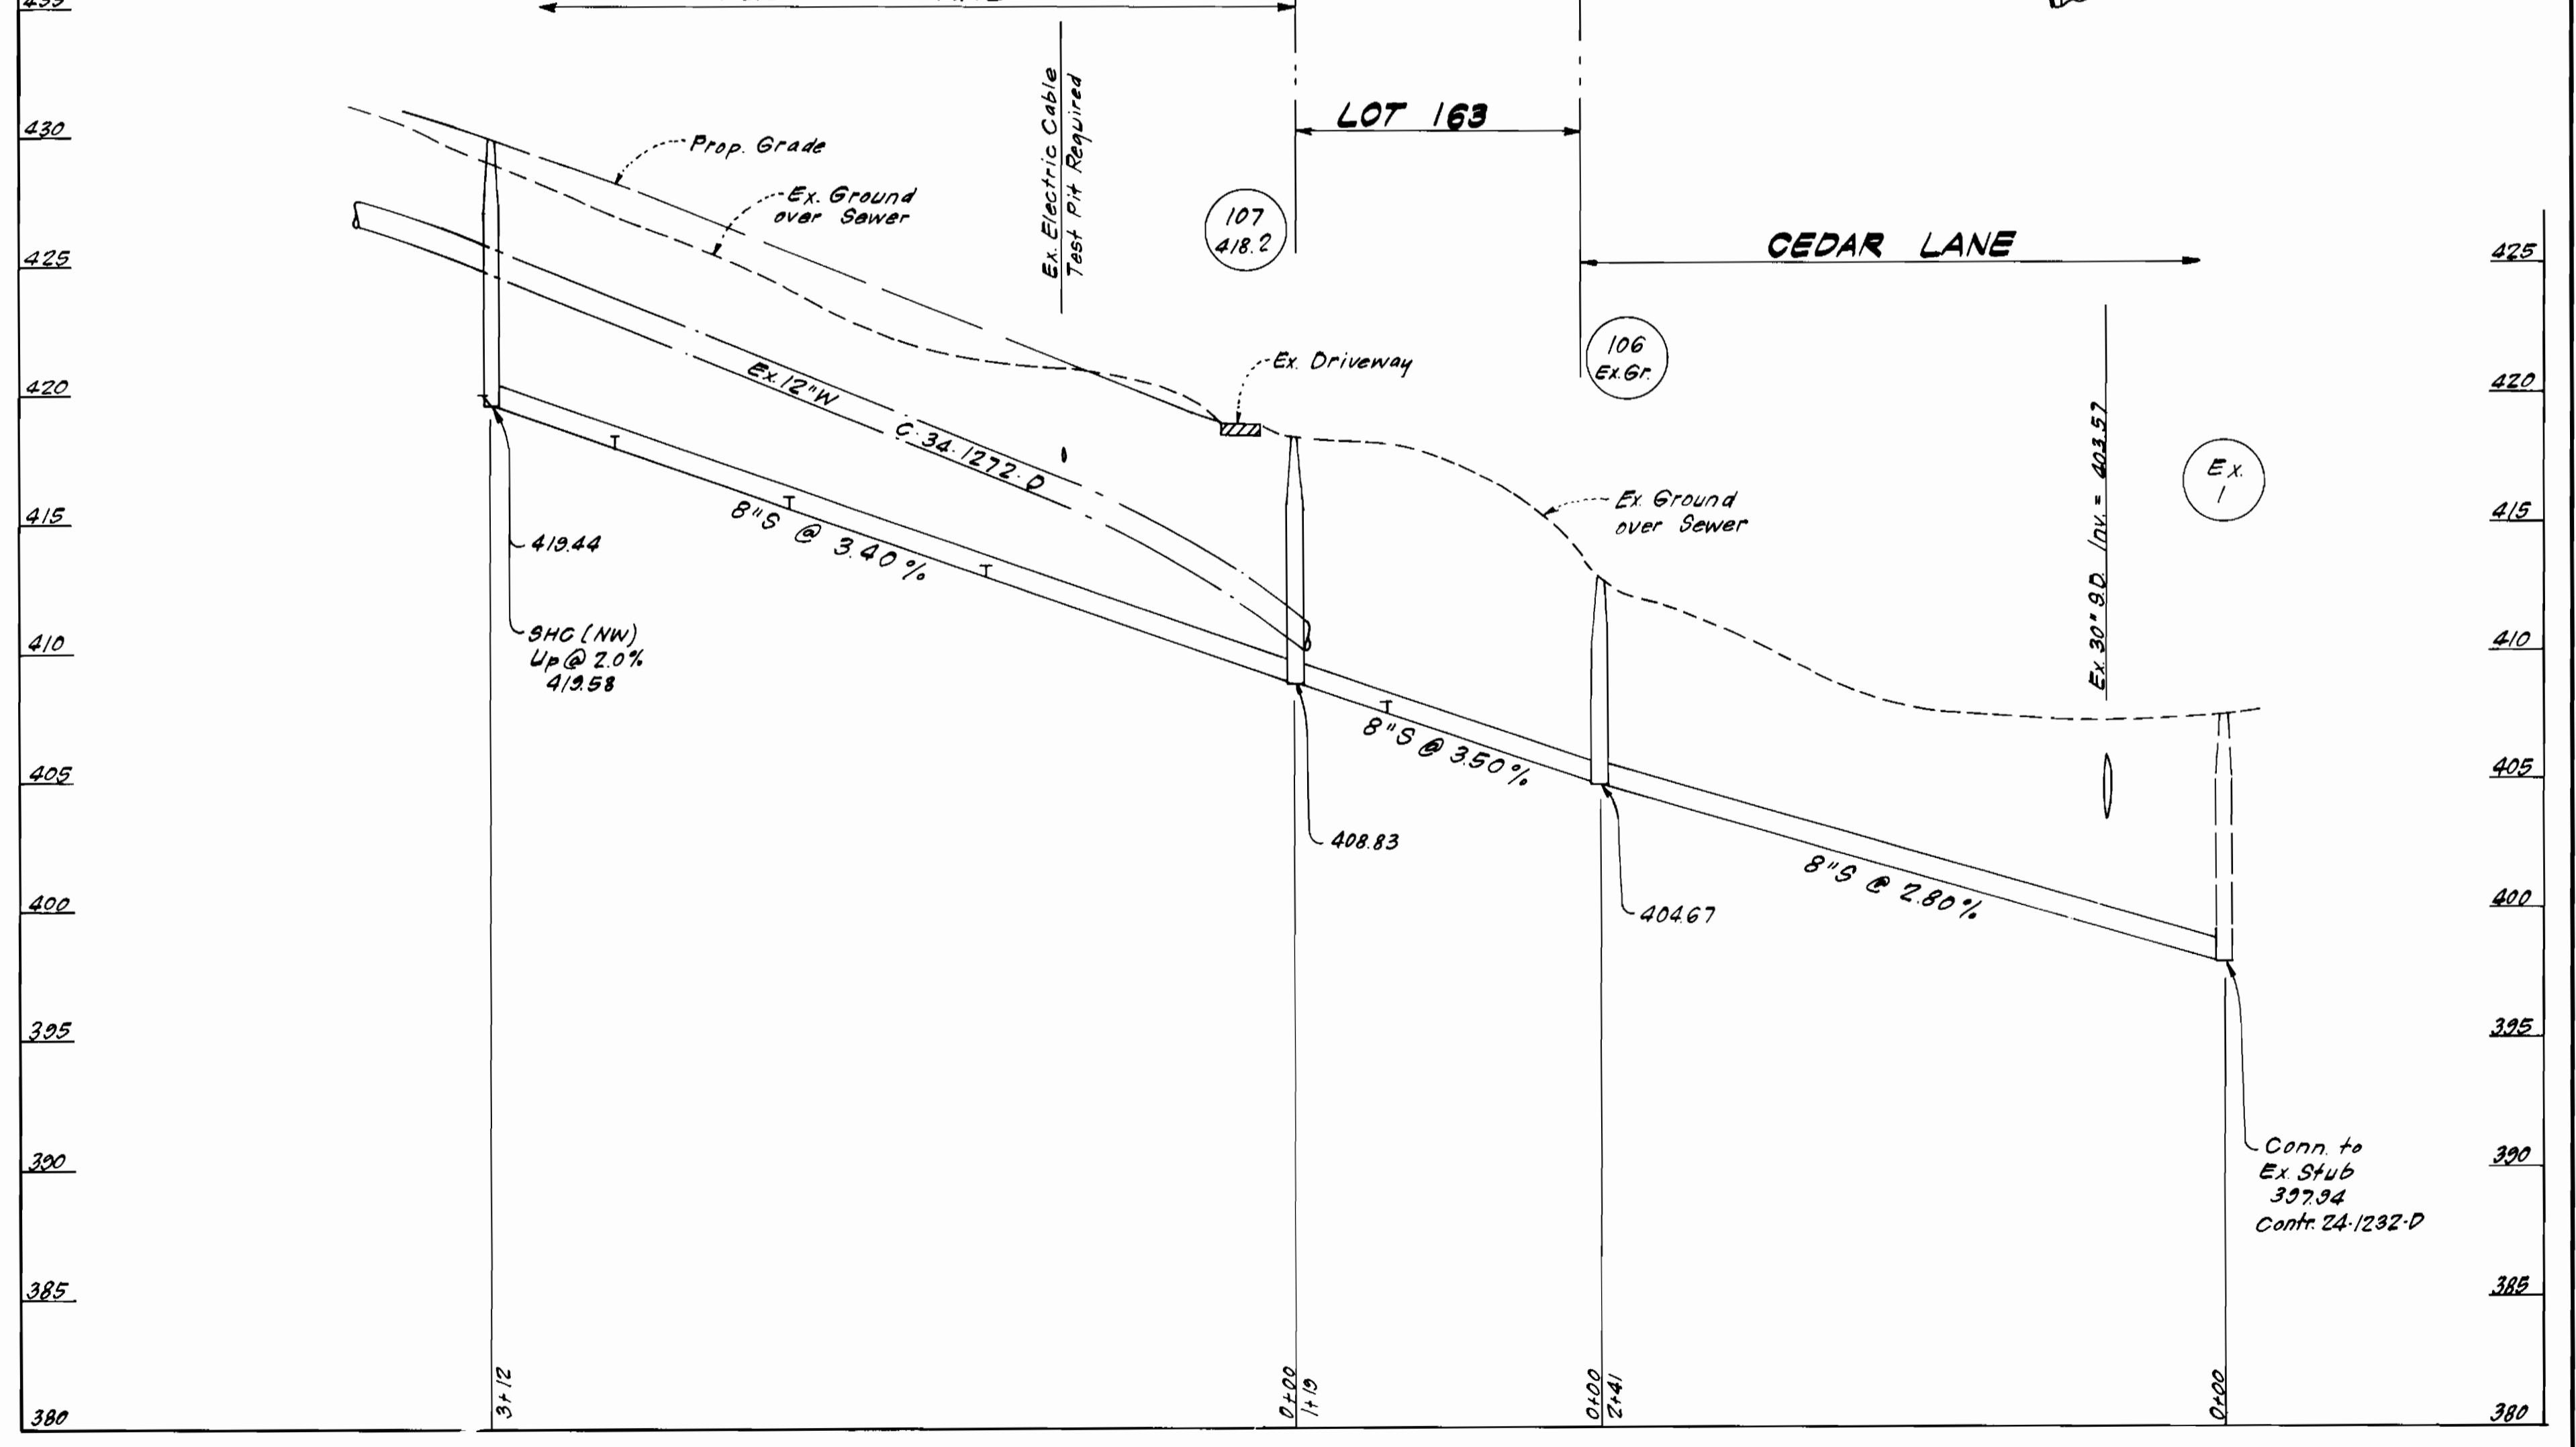 435
430
425
420
415
410
405
400
395
390
385
380
Prop. Grade
Ex. Ground
over Sewer
Ex. Electric Cable
Test Pit Required
107
418.2
LOT 163
CEDAR LANE
106
Ex.Gr.
Ex. Driveway
Ex. Ground
over Sewer
Ex. 30" S.D. Inv. = 403.57
Ex.
1
Ex. 12" W
C-34-1272-D
8"S @ 3.40%
419.44
SHC (NW)
Up @ 2.0%
419.58
8"S @ 3.50%
408.83
8"S @ 2.80%
404.67
Conn. to
Ex. Stub
397.94
Contr. 24-1232-D
3+12
0+00
1+19
0+00
2+41
0+00
425
420
415
410
405
400
395
390
385
380